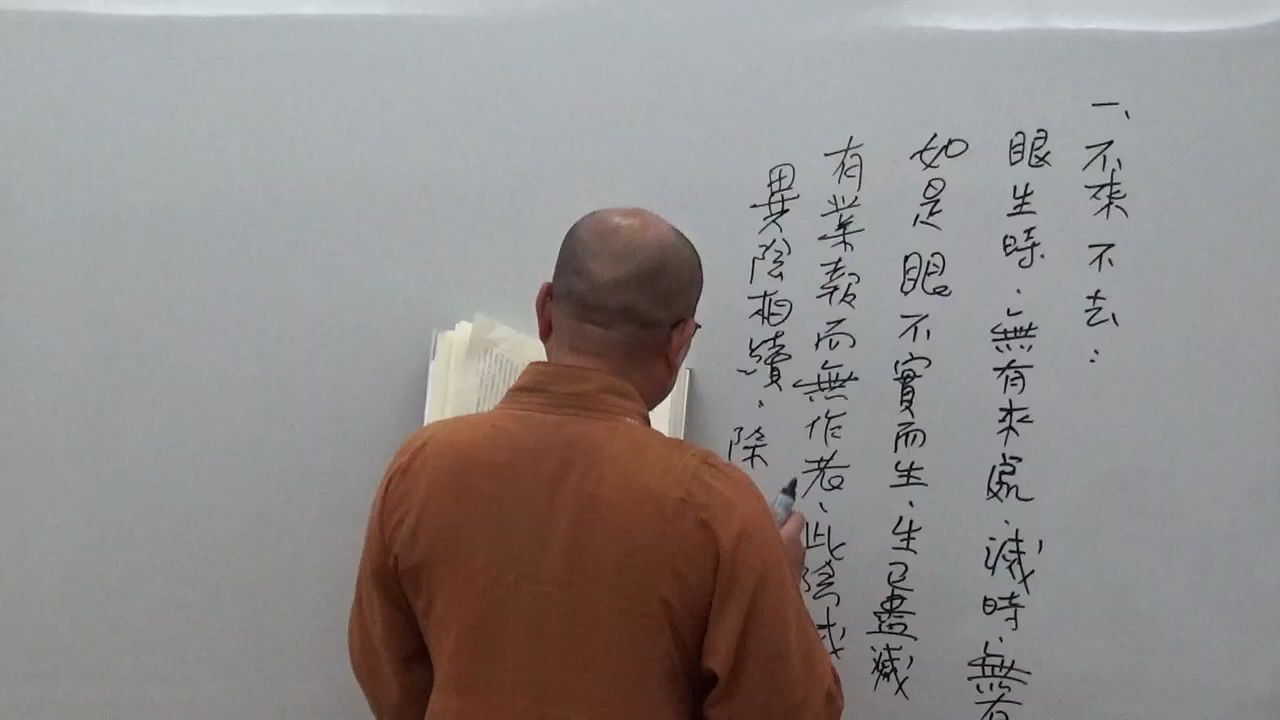 一、不來不去：
眼生時、無有來處、滅時、無有
如是眼不實而生、生已盡滅
有業報而無作者、此陰滅
異陰相續、除